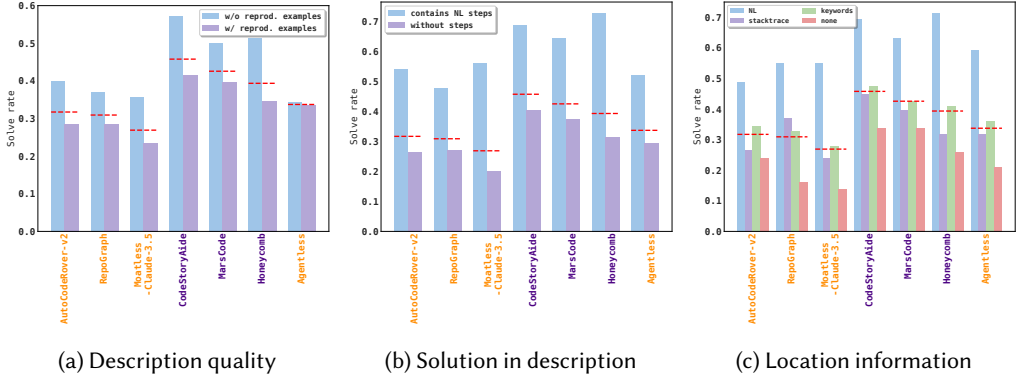 Solve rate
0.6
0.5
0.4
0.3
0.2
0.1
0.0
w/o reprod. examples
w/ reprod. examples
AutoCodeRover-v2
RepoGraph
Moatless
-Claude-3.5
CodeStoryAide
MarsCode
Honeycomb
Agentless
(a) Description quality
Solve rate
0.7
0.6
0.5
0.4
0.3
0.2
0.1
0.0
contains NL steps
without steps
AutoCodeRover-v2
RepoGraph
Moatless
-Claude-3.5
CodeStoryAide
MarsCode
Honeycomb
Agentless
(b) Solution in description
Solve rate
0.7
0.6
0.5
0.4
0.3
0.2
0.1
0.0
NL
stacktrace
keywords
none
AutoCodeRover-v2
RepoGraph
Moatless
-Claude-3.5
CodeStoryAide
MarsCode
Honeycomb
Agentless
(c) Location information